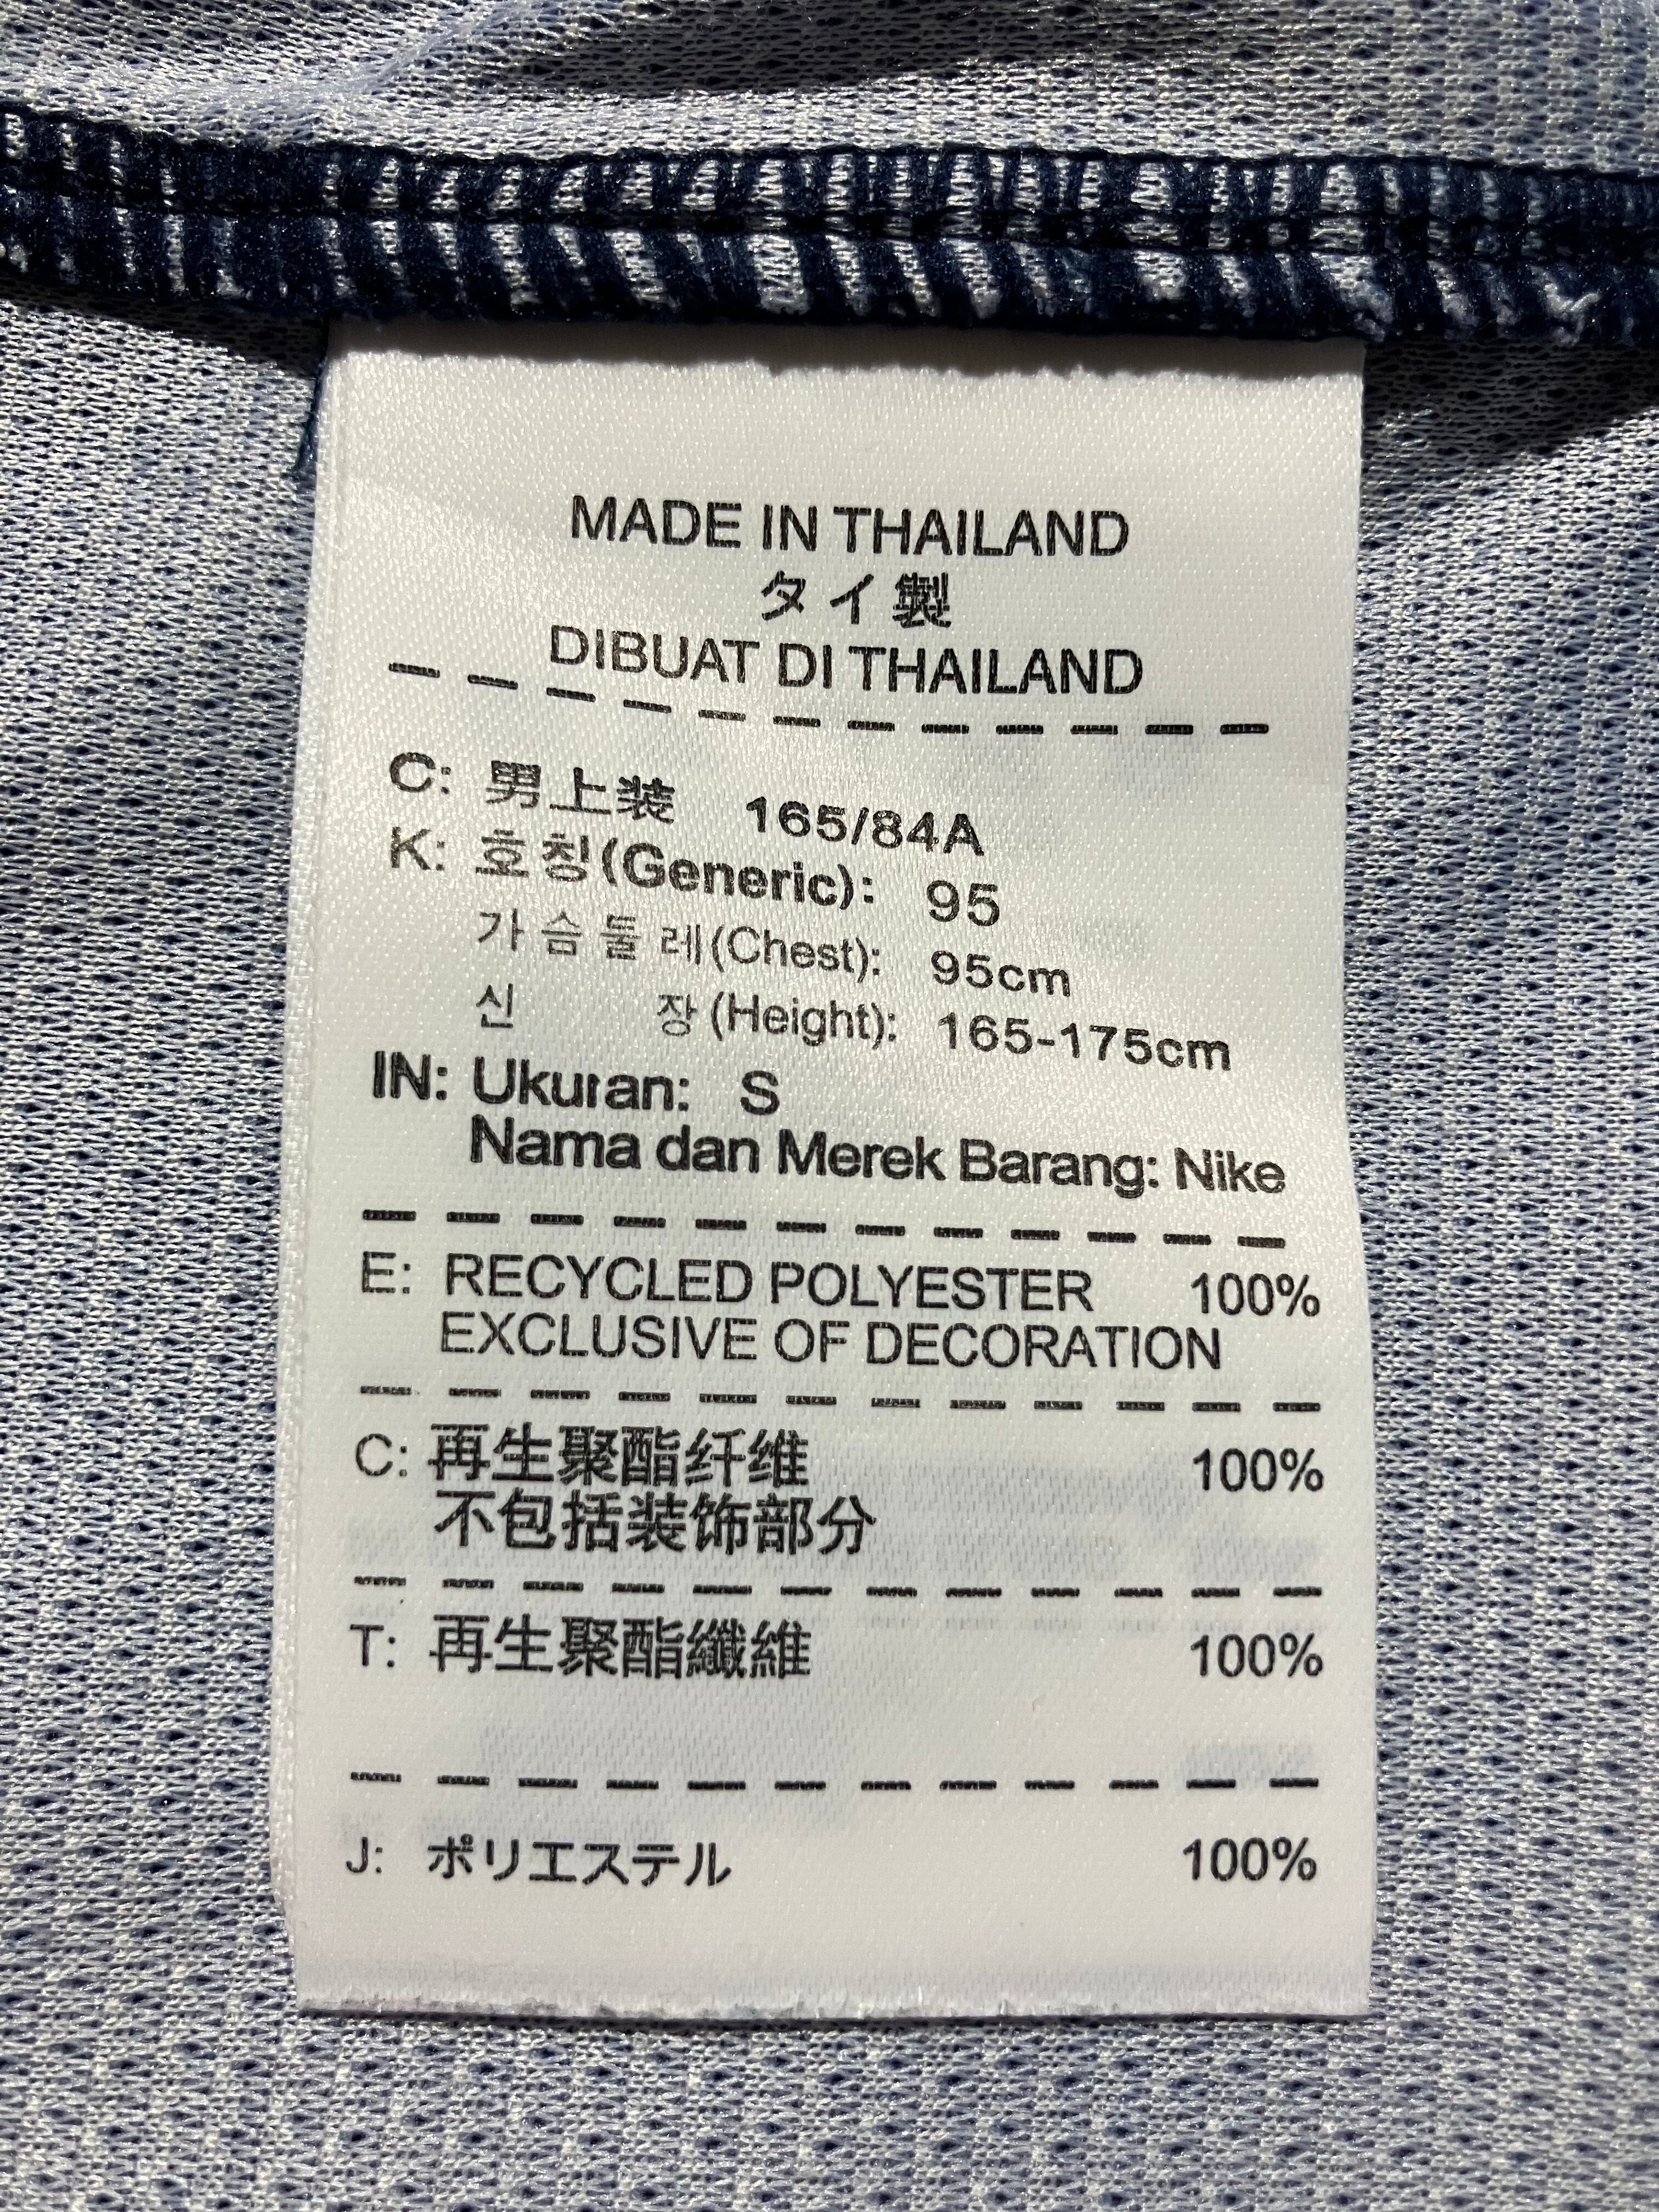 MADE IN THAILAND
タイ製
DIBUAT DI THAILAND
C: 男上装 165/84A
K: 호칭(Generic): 95
가슴둘레(Chest): 95cm
신 장(Height): 165-175cm
IN: Ukuran: S
Nama dan Merek Barang: Nike
E: RECYCLED POLYESTER 100%
EXCLUSIVE OF DECORATION
C: 再生聚酯纤维 100%
不包括装饰部分
T: 再生聚酯纖維 100%
J: ポリエステル 100%